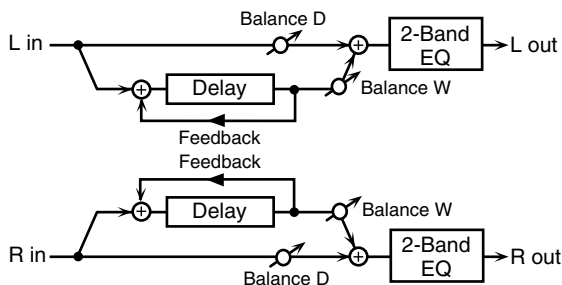 Balance D
L in
2-Band
EQ
L out
Delay
Balance W
Feedback
Feedback
Delay
Balance W
R in
2-Band
EQ
R out
Balance D